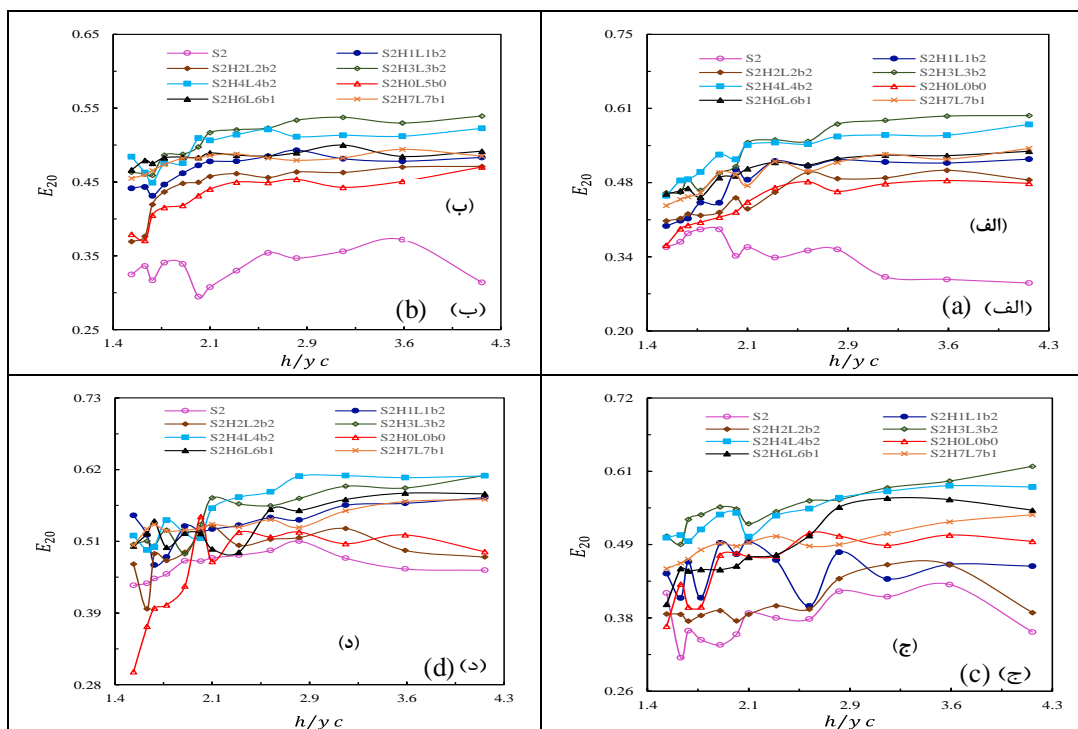 0.65
0.55
0.45
0.35
0.25
1.4 2.1 2.9 3.6 4.3
E20
h/y c
S2 S2H1L1b2
S2H2L2b2 S2H3L3b2
S2H4L4b2 S2H0L5b0
S2H6L6b1 S2H7L7b1
(ب)
(b) (ب)
0.75
0.61
0.48
0.34
0.20
1.4 2.1 2.9 3.6 4.3
E20
h/y c
S2 S2H1L1b2
S2H2L2b2 S2H3L3b2
S2H4L4b2 S2H0L0b2
S2H6L6b1 S2H7L7b1
(الف)
(a) (الف)
0.73
0.62
0.51
0.39
0.28
1.4 2.1 2.9 3.6 4.3
E20
h/y c
S2 S2H1L1b2
S2H2L2b2 S2H3L3b2
S2H4L4b2 S2H0L0b0
S2H6L6b1 S2H7L7b1
(د)
(d) (د)
0.72
0.61
0.49
0.38
0.26
1.4 2.1 2.9 3.6 4.3
E20
h/y c
S2 S2H1L1b2
S2H2L2b2 S2H3L3b2
S2H4L4b2 S2H0L0b0
S2H6L6b1 S2H7L7b1
(ج)
(c) (ج)